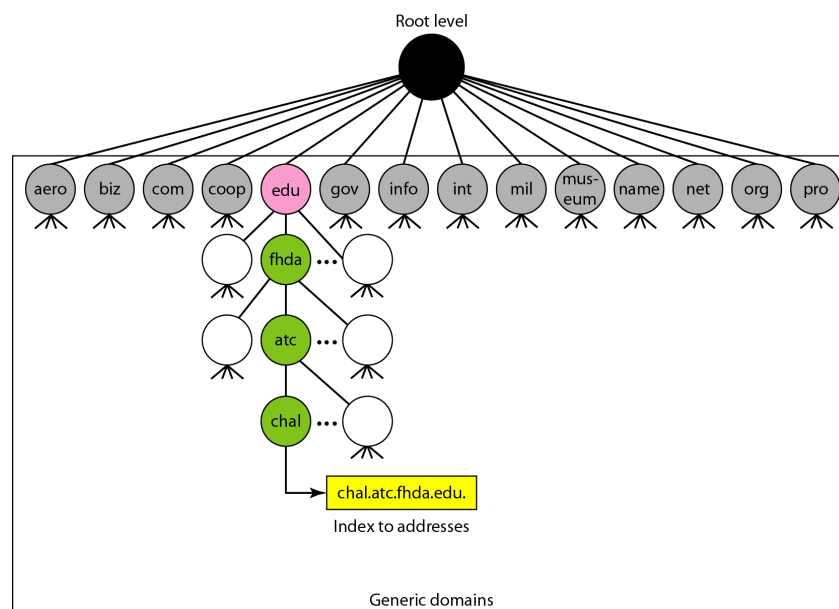 Root level
aero biz com coop edu gov info int mil mus-
eum name net org pro
fhda ...
atc ...
chal ...
chal.atc.fhda.edu.
Index to addresses
Generic domains